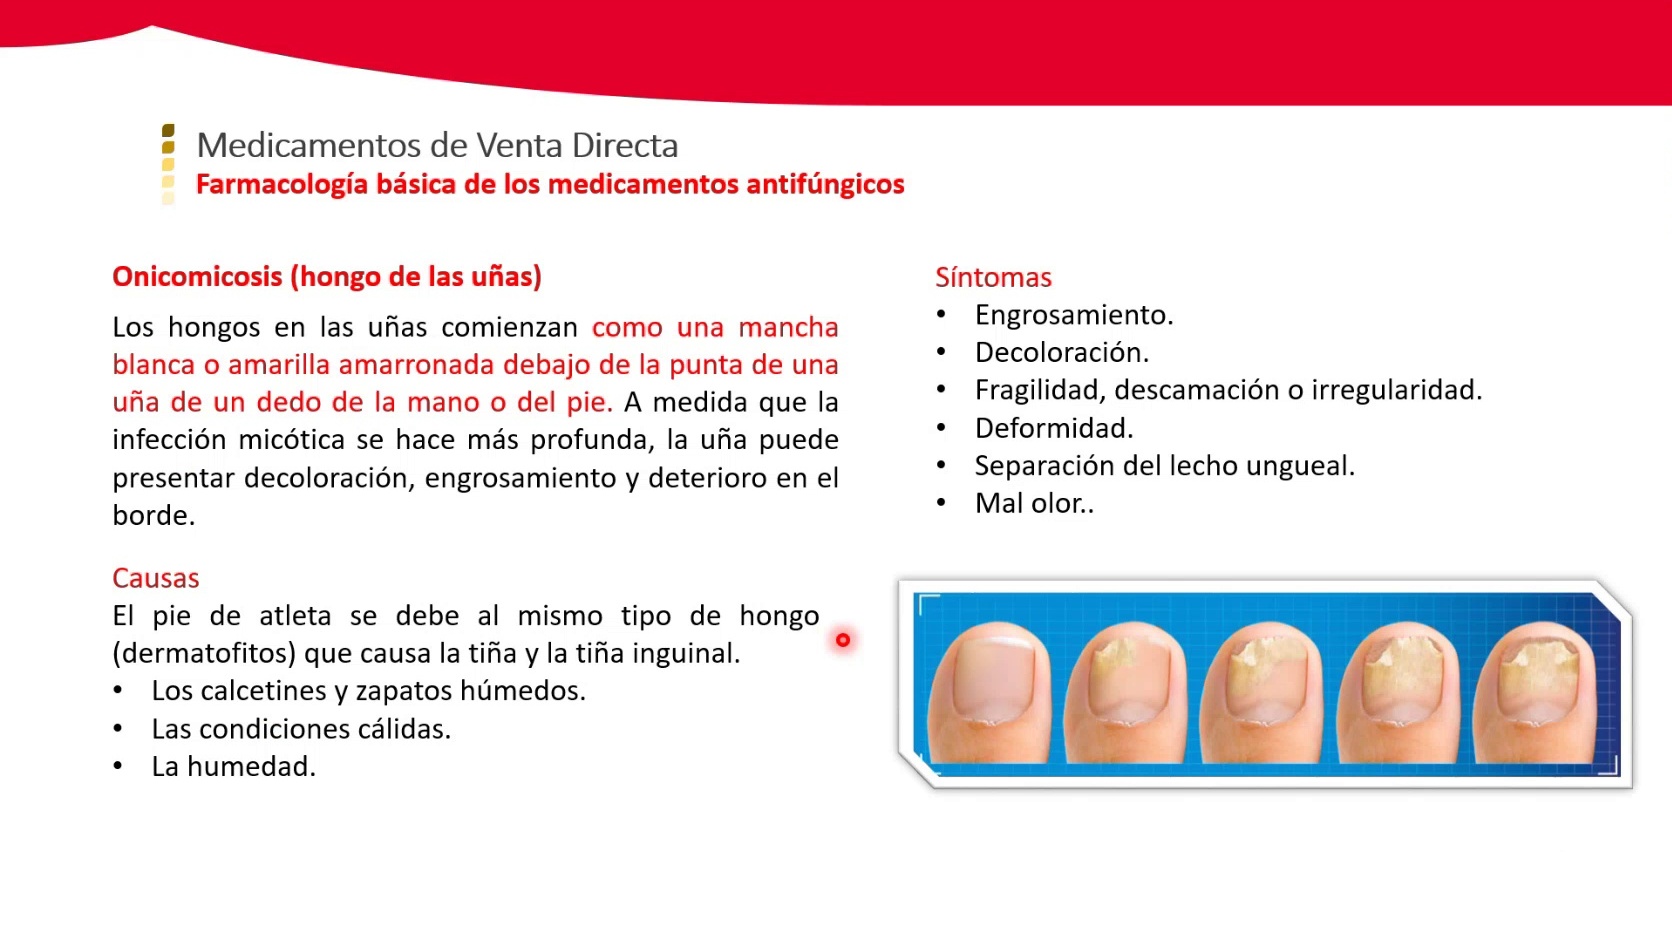 Medicamentos de Venta Directa
Farmacología básica de los medicamentos antifúngicos
Onicomicosis (hongo de las uñas)
Los hongos en las uñas comienzan como una mancha
blanca o amarilla amarronada debajo de la punta de una
uña de un dedo de la mano o del pie. A medida que la
infección micótica se hace más profunda, la uña puede
presentar decoloración, engrosamiento y deterioro en el
borde.
Causas
El pie de atleta se debe al mismo tipo de hongo
(dermatofitos) que causa la tiña y la tiña inguinal.
• Los calcetines y zapatos húmedos.
• Las condiciones cálidas.
• La humedad.
Síntomas
• Engrosamiento.
• Decoloración.
• Fragilidad, descamación o irregularidad.
• Deformidad.
• Separación del lecho ungueal.
• Mal olor..